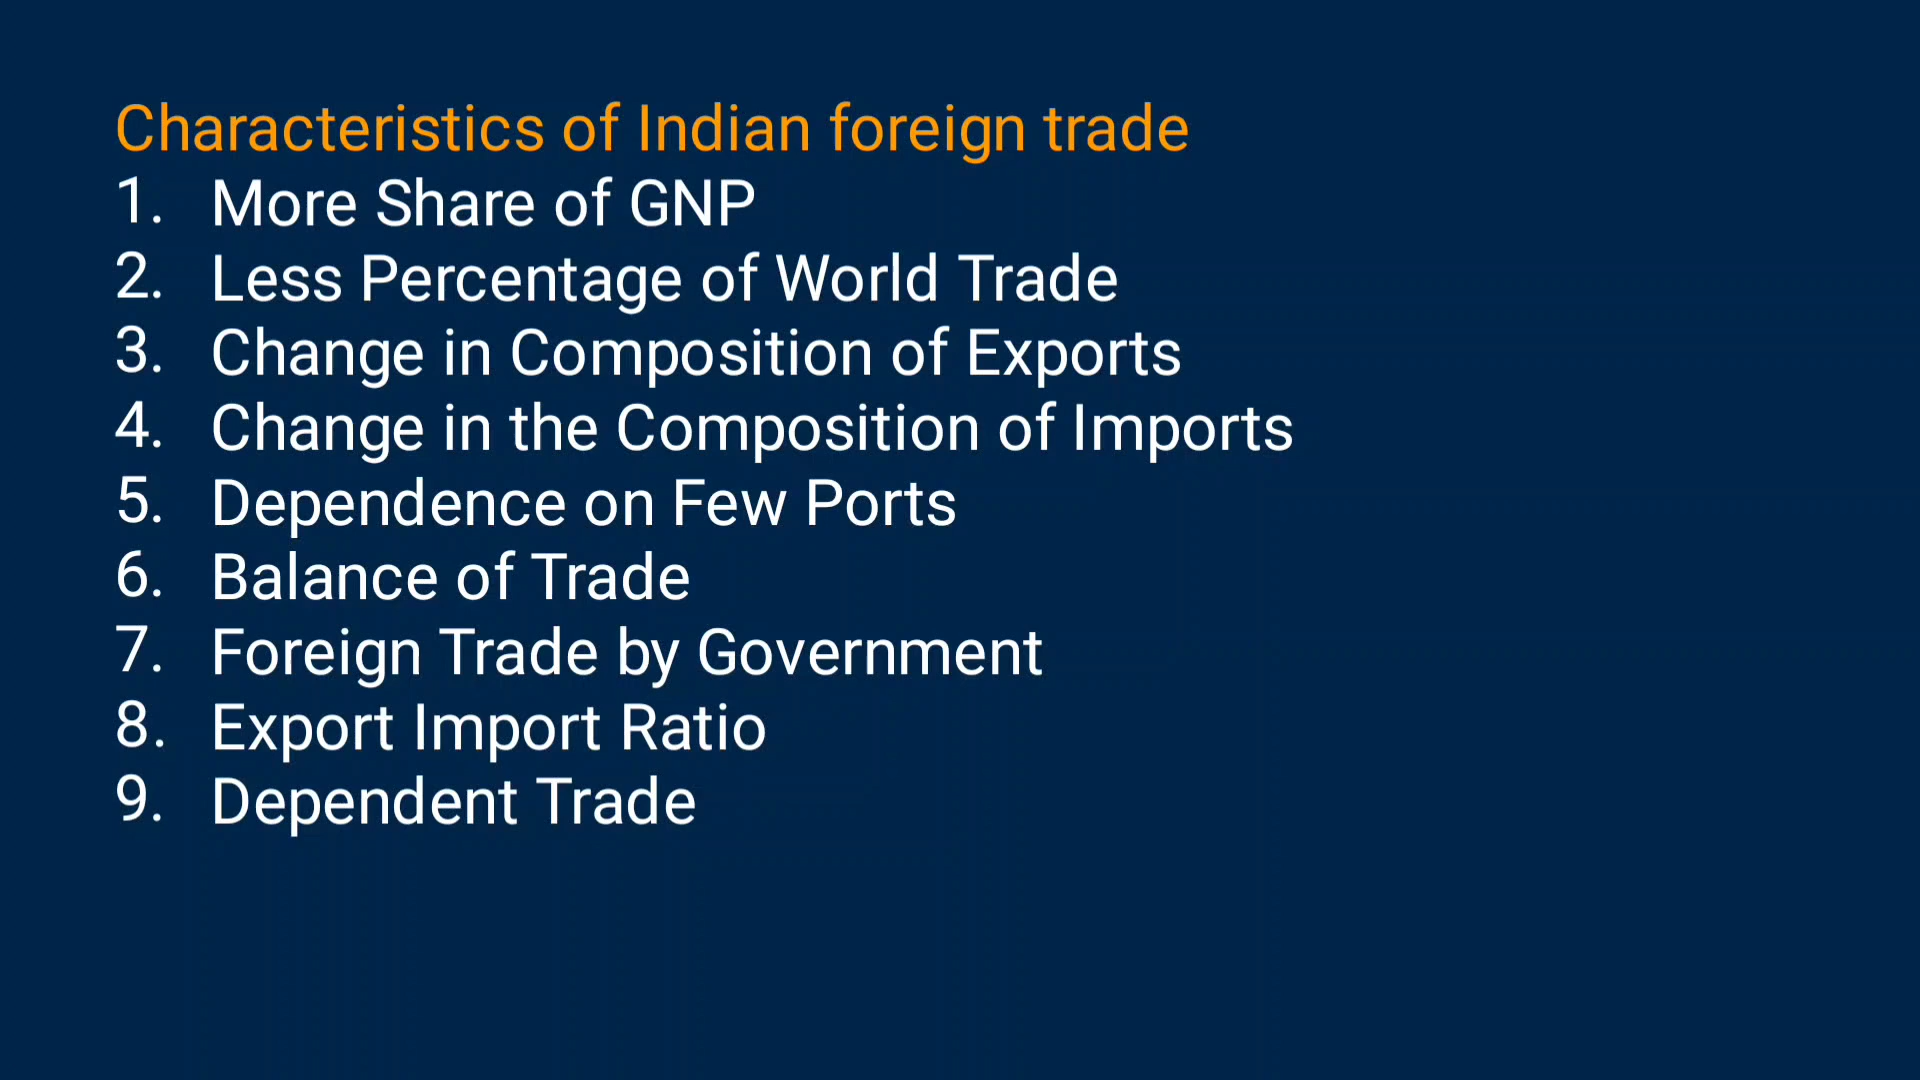 Characteristics of Indian foreign trade
1. More Share of GNP
2. Less Percentage of World Trade
3. Change in Composition of Exports
4. Change in the Composition of Imports
5. Dependence on Few Ports
6. Balance of Trade
7. Foreign Trade by Government
8. Export Import Ratio
9. Dependent Trade